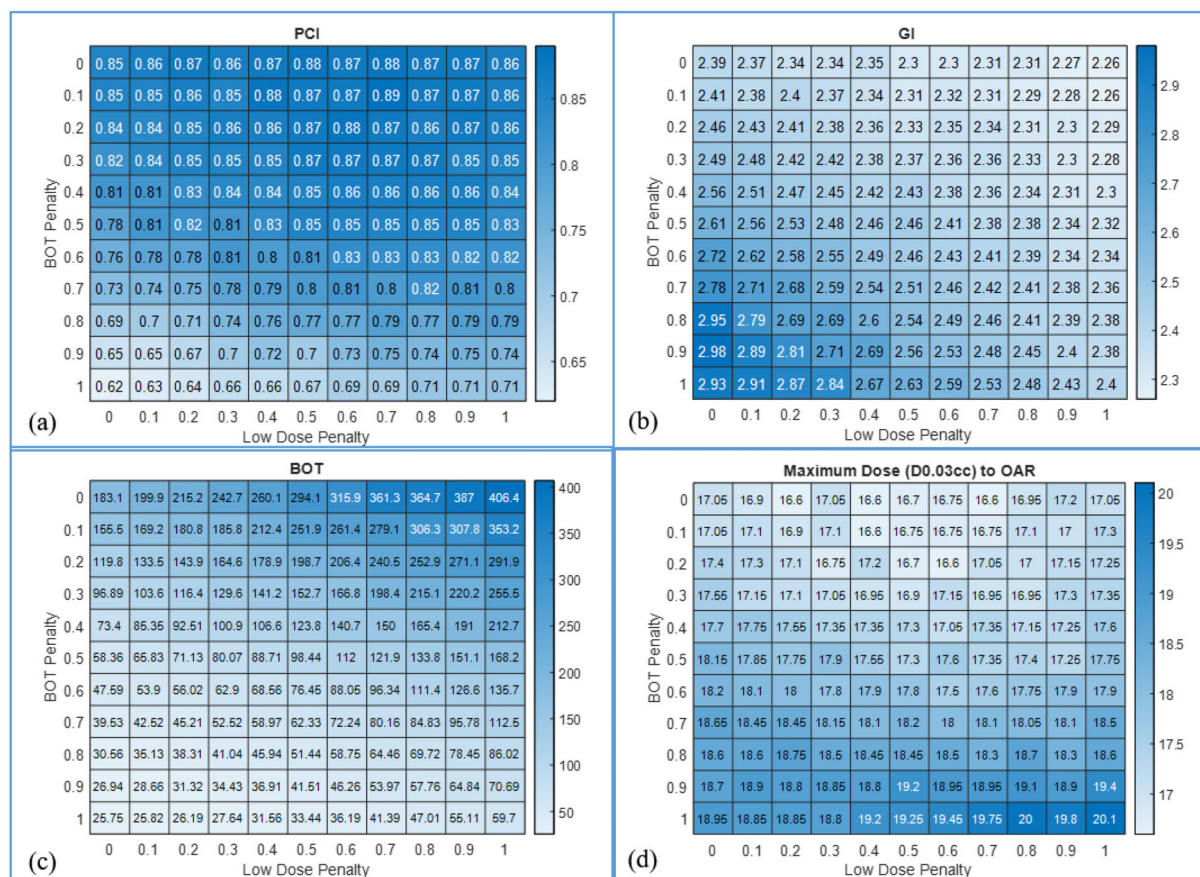 PCI
0 0.85 0.86 0.87 0.86 0.87 0.88 0.87 0.88 0.87 0.87 0.86
0.1 0.85 0.85 0.86 0.85 0.88 0.87 0.87 0.89 0.87 0.87 0.86 0.85
0.2 0.84 0.84 0.85 0.86 0.86 0.87 0.88 0.87 0.86 0.87 0.86
0.3 0.82 0.84 0.85 0.85 0.85 0.87 0.87 0.87 0.87 0.85 0.85 0.8
0.4 0.81 0.81 0.83 0.84 0.84 0.85 0.86 0.86 0.86 0.86 0.84
BOT Penalty
0.5 0.78 0.81 0.82 0.81 0.83 0.85 0.85 0.85 0.85 0.85 0.83 0.75
0.6 0.76 0.78 0.78 0.81 0.8 0.81 0.83 0.83 0.83 0.82 0.82
0.7 0.73 0.74 0.75 0.78 0.79 0.8 0.81 0.8 0.82 0.81 0.8 0.7
0.8 0.69 0.7 0.71 0.74 0.76 0.77 0.77 0.79 0.77 0.79 0.79
0.9 0.65 0.65 0.67 0.7 0.72 0.7 0.73 0.75 0.74 0.75 0.74 0.65
1 0.62 0.63 0.64 0.66 0.66 0.67 0.69 0.69 0.71 0.71 0.71
0 0.1 0.2 0.3 0.4 0.5 0.6 0.7 0.8 0.9 1
Low Dose Penalty
(a)
GI
0 2.39 2.37 2.34 2.34 2.35 2.3 2.3 2.31 2.31 2.27 2.26 2.9
0.1 2.41 2.38 2.4 2.37 2.34 2.31 2.32 2.31 2.29 2.28 2.26
0.2 2.46 2.43 2.41 2.38 2.36 2.33 2.35 2.34 2.31 2.3 2.29 2.8
0.3 2.49 2.48 2.42 2.42 2.38 2.37 2.36 2.36 2.33 2.3 2.28 2.7
0.4 2.56 2.51 2.47 2.45 2.42 2.43 2.38 2.36 2.34 2.31 2.3
BOT Penalty
0.5 2.61 2.56 2.53 2.48 2.46 2.46 2.41 2.38 2.38 2.34 2.32 2.6
0.6 2.72 2.62 2.58 2.55 2.49 2.46 2.43 2.41 2.39 2.34 2.34
0.7 2.78 2.71 2.68 2.59 2.54 2.51 2.46 2.42 2.41 2.38 2.36 2.5
0.8 2.95 2.79 2.69 2.69 2.6 2.54 2.49 2.46 2.41 2.39 2.38 2.4
0.9 2.98 2.89 2.81 2.71 2.69 2.56 2.53 2.48 2.45 2.4 2.38
1 2.93 2.91 2.87 2.84 2.67 2.63 2.59 2.53 2.48 2.43 2.4 2.3
0 0.1 0.2 0.3 0.4 0.5 0.6 0.7 0.8 0.9 1
Low Dose Penalty
(b)
BOT
0 183.1 199.9 215.2 242.7 260.1 294.1 315.9 361.3 364.7 387 406.4 400
0.1 155.5 169.2 180.8 185.8 212.4 251.9 261.4 279.1 306.3 307.8 353.2 350
0.2 119.8 133.5 143.9 164.6 178.9 198.7 206.4 240.5 252.9 271.1 291.9 300
0.3 96.89 103.6 116.4 129.6 141.2 152.7 166.8 198.4 215.1 220.2 255.5
0.4 73.4 85.35 92.51 100.9 106.6 123.8 140.7 150 165.4 191 212.7 250
BOT Penalty
0.5 58.36 65.83 71.13 80.07 88.71 98.44 112 121.9 133.8 151.1 168.2 200
0.6 47.59 53.9 56.02 62.9 68.56 76.45 88.05 96.34 111.4 126.6 135.7
0.7 39.53 42.52 45.21 52.52 58.97 62.33 72.24 80.16 84.83 95.78 112.5 150
0.8 30.56 35.13 38.31 41.04 45.94 51.44 58.75 64.46 69.72 78.45 86.02 100
0.9 26.94 28.66 31.32 34.43 36.91 41.51 46.26 53.97 57.76 64.84 70.69
1 25.75 25.82 26.19 27.64 31.56 33.44 36.19 41.39 47.01 55.11 59.7 50
0 0.1 0.2 0.3 0.4 0.5 0.6 0.7 0.8 0.9 1
Low Dose Penalty
(c)
Maximum Dose (D0.03cc) to OAR
0 17.05 16.9 16.6 17.05 16.6 16.7 16.75 16.6 16.95 17.2 17.05 20
0.1 17.05 17.1 16.9 17.1 16.6 16.75 16.75 16.75 17.1 17 17.3 19.5
0.2 17.4 17.3 17.1 16.75 17.2 16.7 16.6 17.05 17 17.15 17.25
0.3 17.55 17.15 17.1 17.05 16.95 16.9 17.15 16.95 16.95 17.3 17.35 19
0.4 17.7 17.75 17.55 17.35 17.35 17.3 17.05 17.35 17.15 17.25 17.6
BOT Penalty
0.5 18.15 17.85 17.75 17.9 17.55 17.3 17.6 17.35 17.4 17.25 17.75 18.5
0.6 18.2 18.1 18 17.8 17.9 17.8 17.5 17.6 17.75 17.9 17.9 18
0.7 18.65 18.45 18.45 18.15 18.1 18.2 18 18.1 18.05 18.1 18.5
0.8 18.6 18.6 18.75 18.5 18.45 18.45 18.5 18.3 18.7 18.3 18.6 17.5
0.9 18.7 18.9 18.8 18.85 18.8 19.2 18.95 18.95 19.1 18.9 19.4
1 18.95 18.85 18.85 18.8 19.2 19.25 19.45 19.75 20 19.8 20.1 17
0 0.1 0.2 0.3 0.4 0.5 0.6 0.7 0.8 0.9 1
Low Dose Penalty
(d)